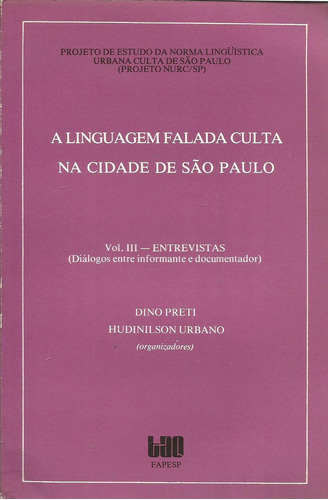 PROJETO DE ESTUDO DA NORMA LINGÜÍSTICA
URBANA CULTA DE SÃO PAULO
(PROJETO NURC/SP)
A LINGUAGEM FALADA CULTA
NA CIDADE DE SÃO PAULO
Vol. III — ENTREVISTAS
(Diálogos entre informante e documentador)
DINO PRETI
HUDINILSON URBANO
(organizadores)
taq
FAPESP